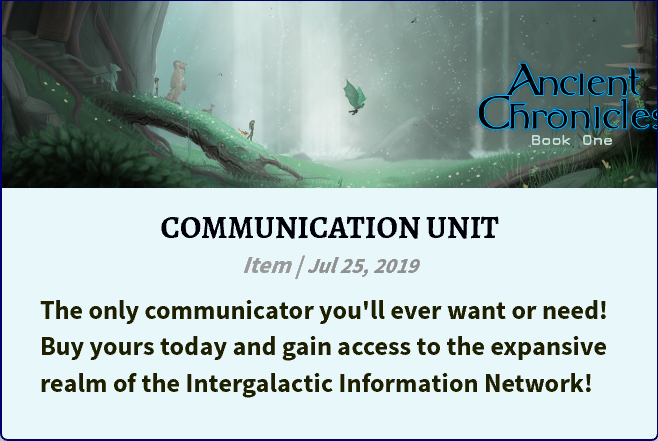 Ancient
Chronicles
Book One
COMMUNICATION UNIT
Item | Jul 25, 2019
The only communicator you'll ever want or need!
Buy yours today and gain access to the expansive
realm of the Intergalactic Information Network!